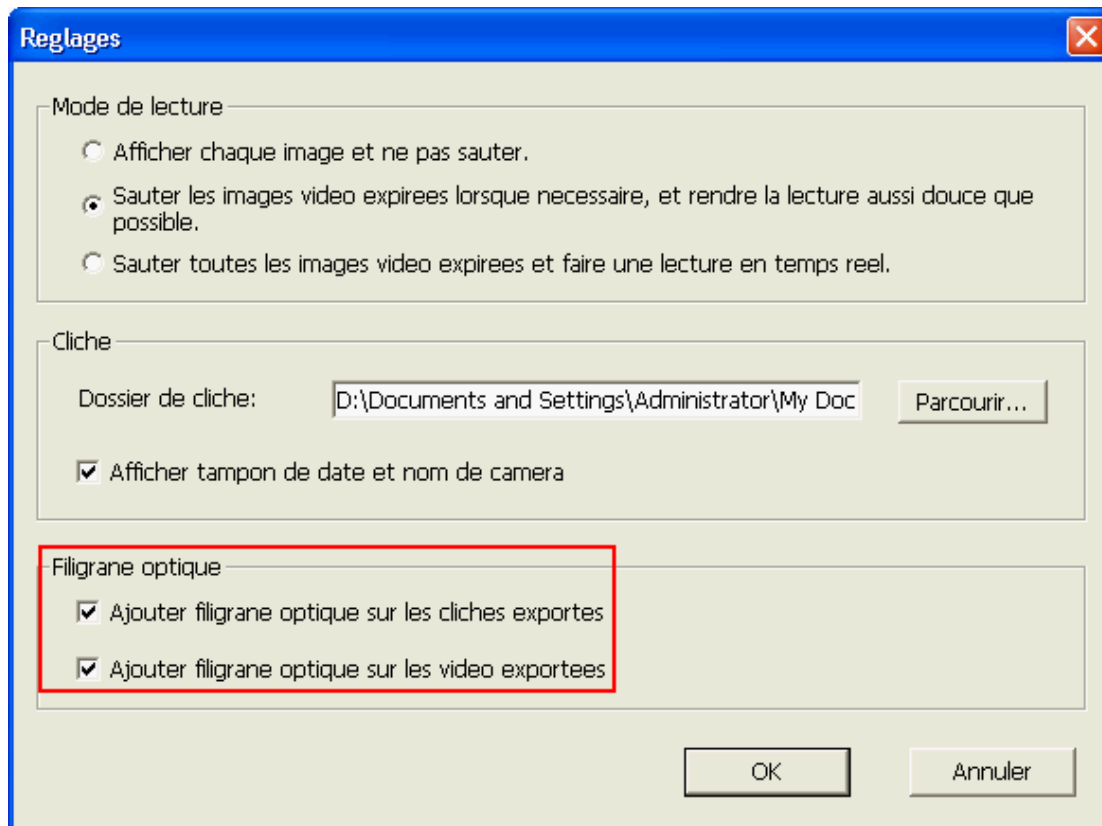 Reglages
Mode de lecture
Afficher chaque image et ne pas sauter.
Sauter les images video expirees lorsque necessaire, et rendre la lecture aussi douce que
possible.
Sauter toutes les images video expirees et faire une lecture en temps reel.
Cliche
Dossier de cliche: D:\Documents and Settings\Administrator\My Doc Parcourir...
Afficher tampon de date et nom de camera
Filigrane optique
Ajouter filigrane optique sur les cliches exportes
Ajouter filigrane optique sur les video exportees
OK Annuler